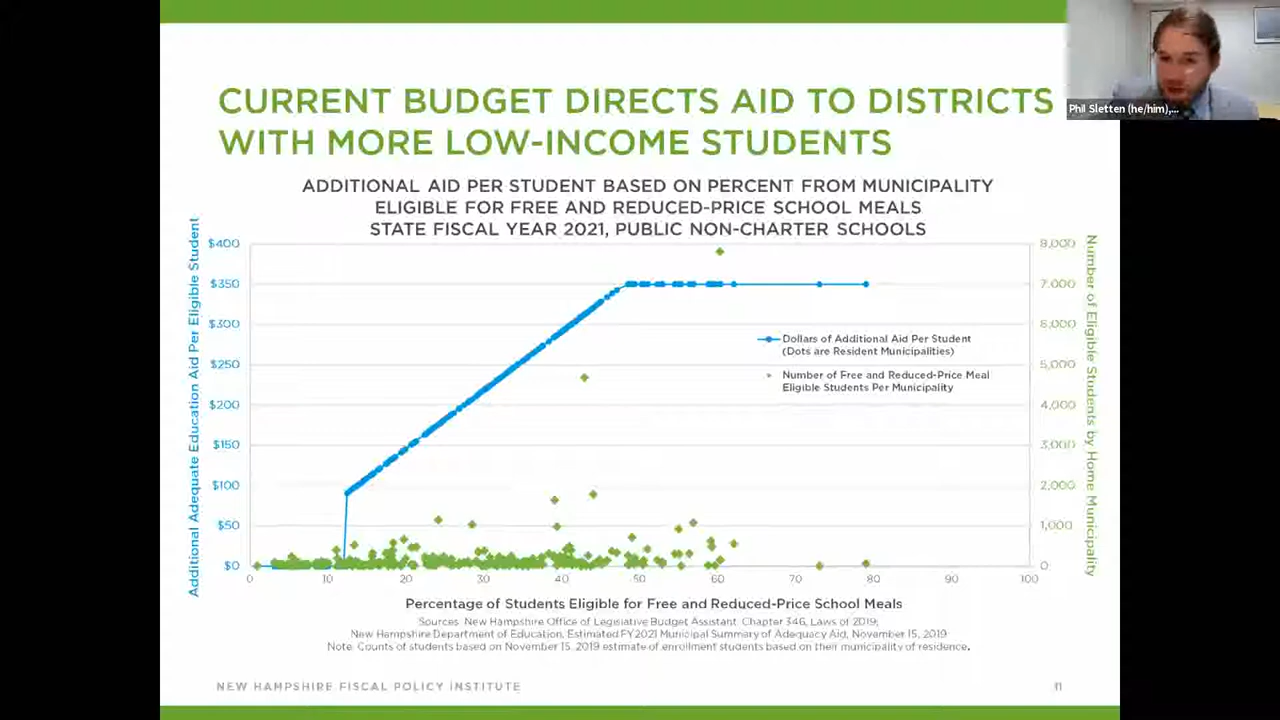 CURRENT BUDGET DIRECTS AID TO DISTRICTS
WITH MORE LOW-INCOME STUDENTS
Phil Sletten (he/him),...
ADDITIONAL AID PER STUDENT BASED ON PERCENT FROM MUNICIPALITY
ELIGIBLE FOR FREE AND REDUCED-PRICE SCHOOL MEALS
STATE FISCAL YEAR 2021, PUBLIC NON-CHARTER SCHOOLS
Additional Adequate Education Aid Per Eligible Student
$400
$350
$300
$250
$200
$150
$100
$50
$0
8,000
7,000
6,000
5,000
4,000
3,000
2,000
1,000
0
Number of Eligible Students by Home Municipality
Dollars of Additional Aid Per Student
(Dots are Resident Municipalities)
Number of Free and Reduced-Price Meal
Eligible Students Per Municipality
0 10 20 30 40 50 60 70 80 90 100
Percentage of Students Eligible for Free and Reduced-Price School Meals
Sources: New Hampshire Office of Legislative Budget Assistant: Chapter 346, Laws of 2019;
New Hampshire Department of Education, Estimated FY2021 Municipal Summary of Adequacy Aid, November 15, 2019
Note: Counts of students based on November 15, 2019 estimate of enrollment students based on their municipality of residence.
NEW HAMPSHIRE FISCAL POLICY INSTITUTE
11